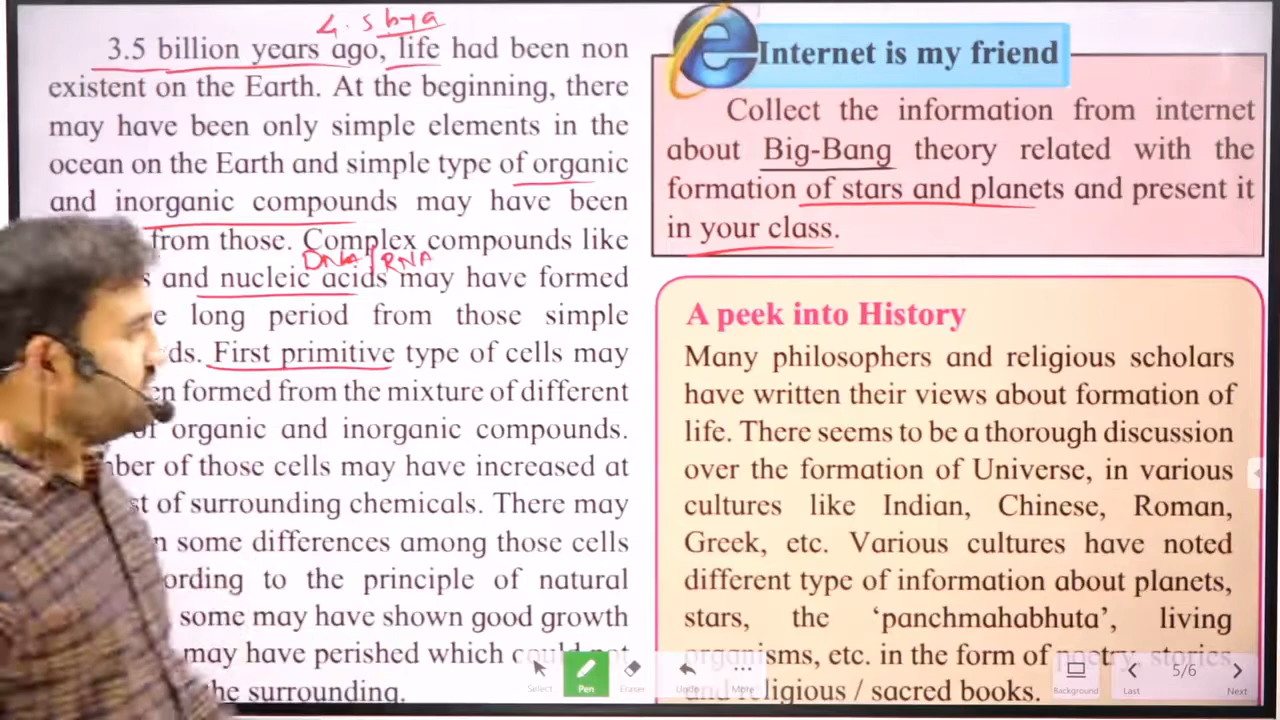 4.5 bya
3.5 billion years ago, life had been non
existent on the Earth. At the beginning, there
may have been only simple elements in the
ocean on the Earth and simple type of organic
and inorganic compounds may have been
from those. Complex compounds like
DNA/RNA
and nucleic acids may have formed
long period from those simple
First primitive type of cells may
formed from the mixture of different
organic and inorganic compounds.
of those cells may have increased at
of surrounding chemicals. There may
some differences among those cells
to the principle of natural
some may have shown good growth
may have perished which could not
surrounding.
Internet is my friend
Collect the information from internet
about Big-Bang theory related with the
formation of stars and planets and present it
in your class.
A peek into History
Many philosophers and religious scholars
have written their views about formation of
life. There seems to be a thorough discussion
over the formation of Universe, in various
cultures like Indian, Chinese, Roman,
Greek, etc. Various cultures have noted
different type of information about planets,
stars, the ‘panchmahabhuta’, living
organisms, etc. in the form of poetry, stories
and religious / sacred books.
Select Pen Eraser Undo More Background Last 5/6 Next